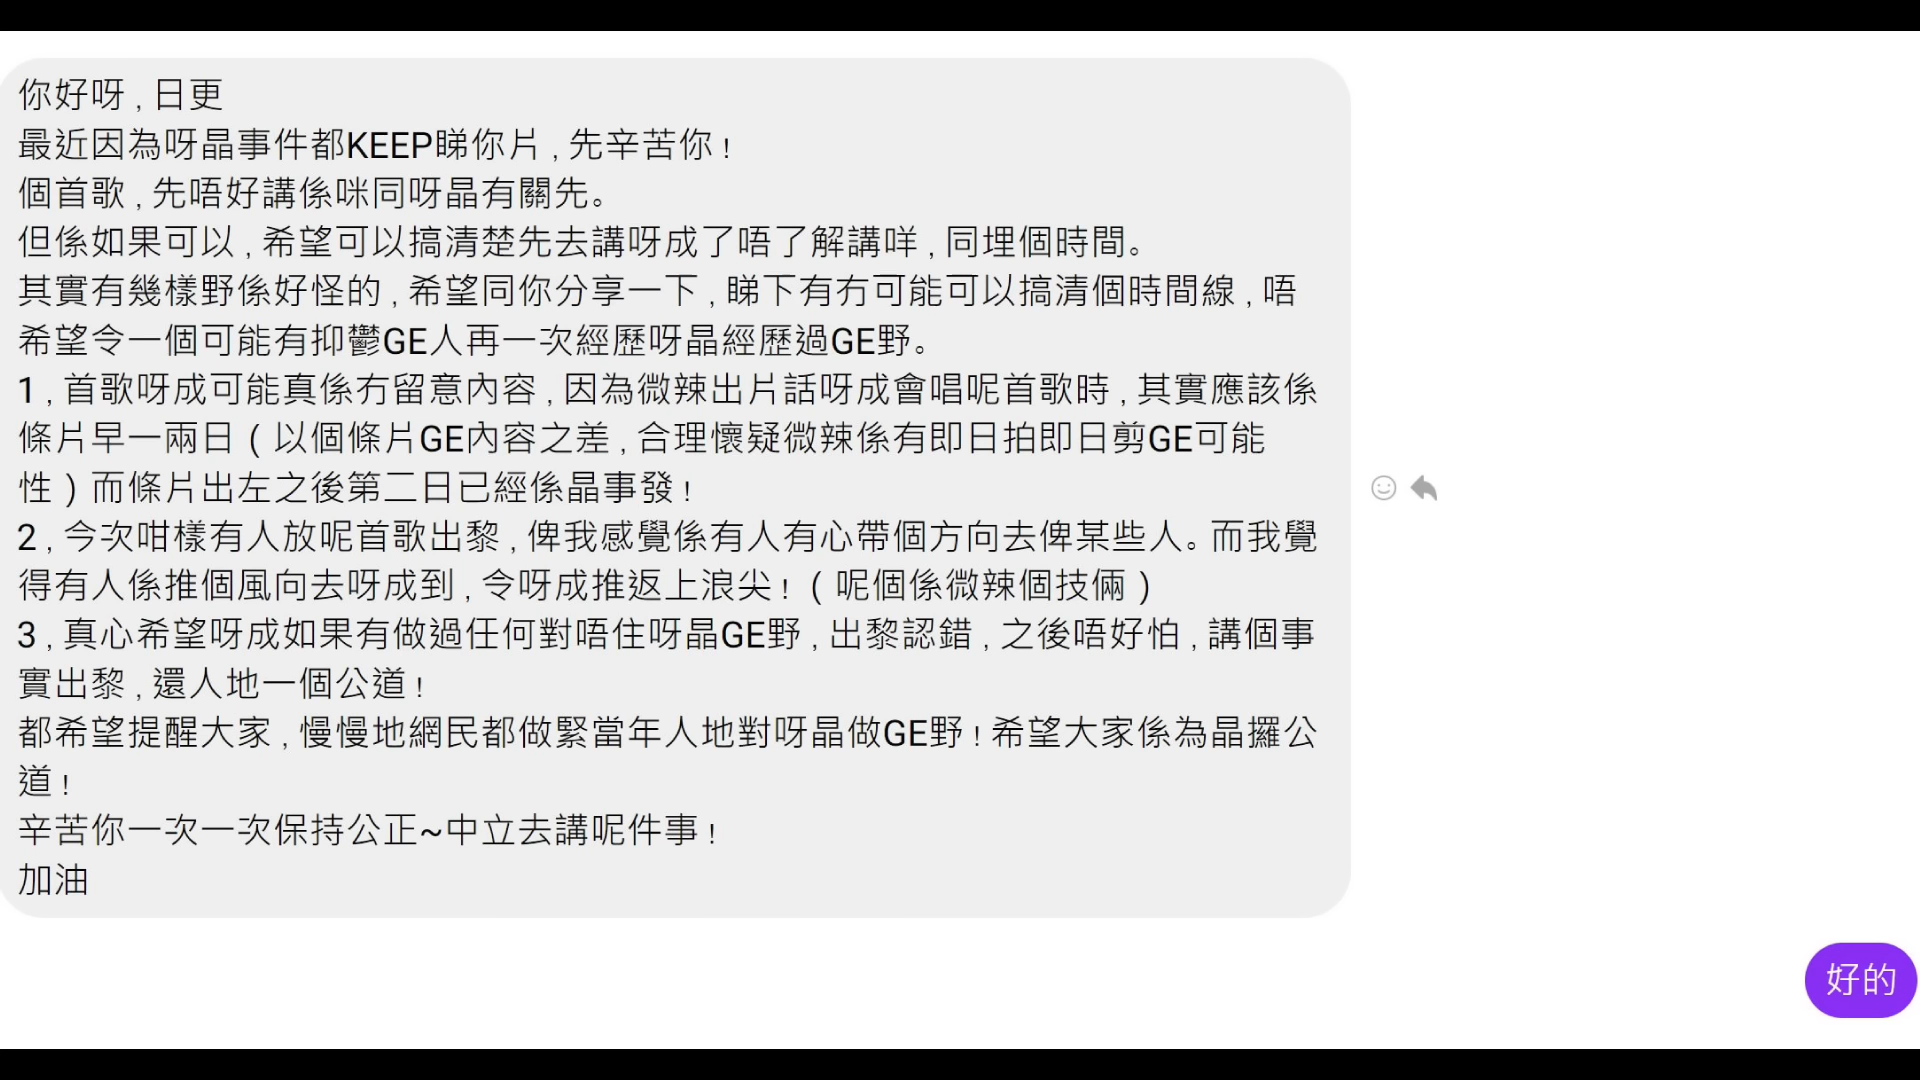 你好呀，日更
最近因為呀晶事件都KEEP睇你片，先辛苦你！
個首歌，先唔好講係咪同呀晶有關先。
但係如果可以，希望可以搞清楚先去講呀成了唔了解講咩，同埋個時間。
其實有幾樣野係好怪的，希望同你分享一下，睇下有冇可能可以搞清個時間線，唔
希望令一個可能有抑鬱GE人再一次經歷呀晶經歷過GE野。
1，首歌呀成可能真係冇留意內容，因為微辣出片話呀成會唱呢首歌時，其實應該係
條片早一兩日（以個條片GE內容之差，合理懷疑微辣係有即日拍即日剪GE可能
性）而條片出左之後第二日已經係晶事發！
2，今次咁樣有人放呢首歌出黎，俾我感覺係有人有心帶個方向去俾某些人。而我覺
得有人係推個風向去呀成到，令呀成推返上浪尖！（呢個係微辣個技倆）
3，真心希望呀成如果有做過任何對唔住呀晶GE野，出黎認錯，之後唔好怕，講個事
實出黎，還人地一個公道！
都希望提醒大家，慢慢地網民都做緊當年人地對呀晶做GE野！希望大家係為晶攞公
道！
辛苦你一次一次保持公正~中立去講呢件事！
加油
好的